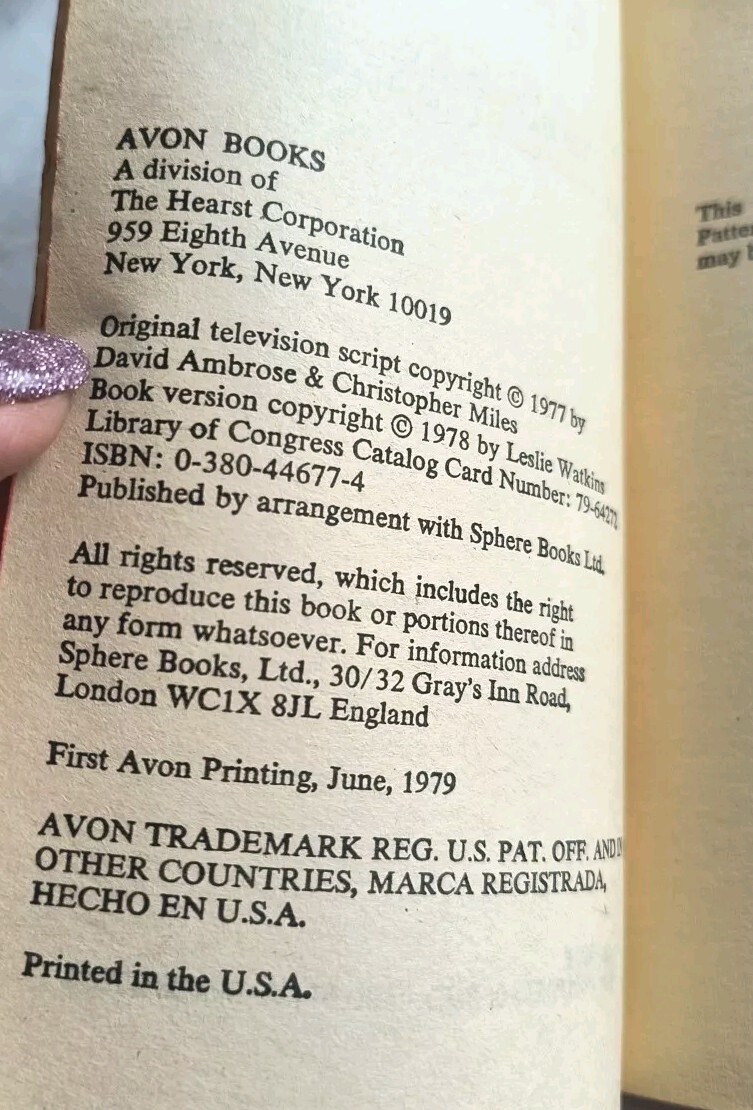 AVON BOOKS
A division of
The Hearst Corporation
959 Eighth Avenue
New York, New York 10019
Original television script copyright © 1977 by
David Ambrose & Christopher Miles
Book version copyright © 1978 by Leslie Watkins
Library of Congress Catalog Card Number: 79-64272
ISBN: 0-380-44677-4
Published by arrangement with Sphere Books Ltd.
All rights reserved, which includes the right
to reproduce this book or portions thereof in
any form whatsoever. For information address
Sphere Books, Ltd., 30/32 Gray's Inn Road,
London WC1X 8JL England
First Avon Printing, June, 1979
AVON TRADEMARK REG. U.S. PAT. OFF. AND IN
OTHER COUNTRIES, MARCA REGISTRADA,
HECHO EN U.S.A.
Printed in the U.S.A.
This
Patte
may